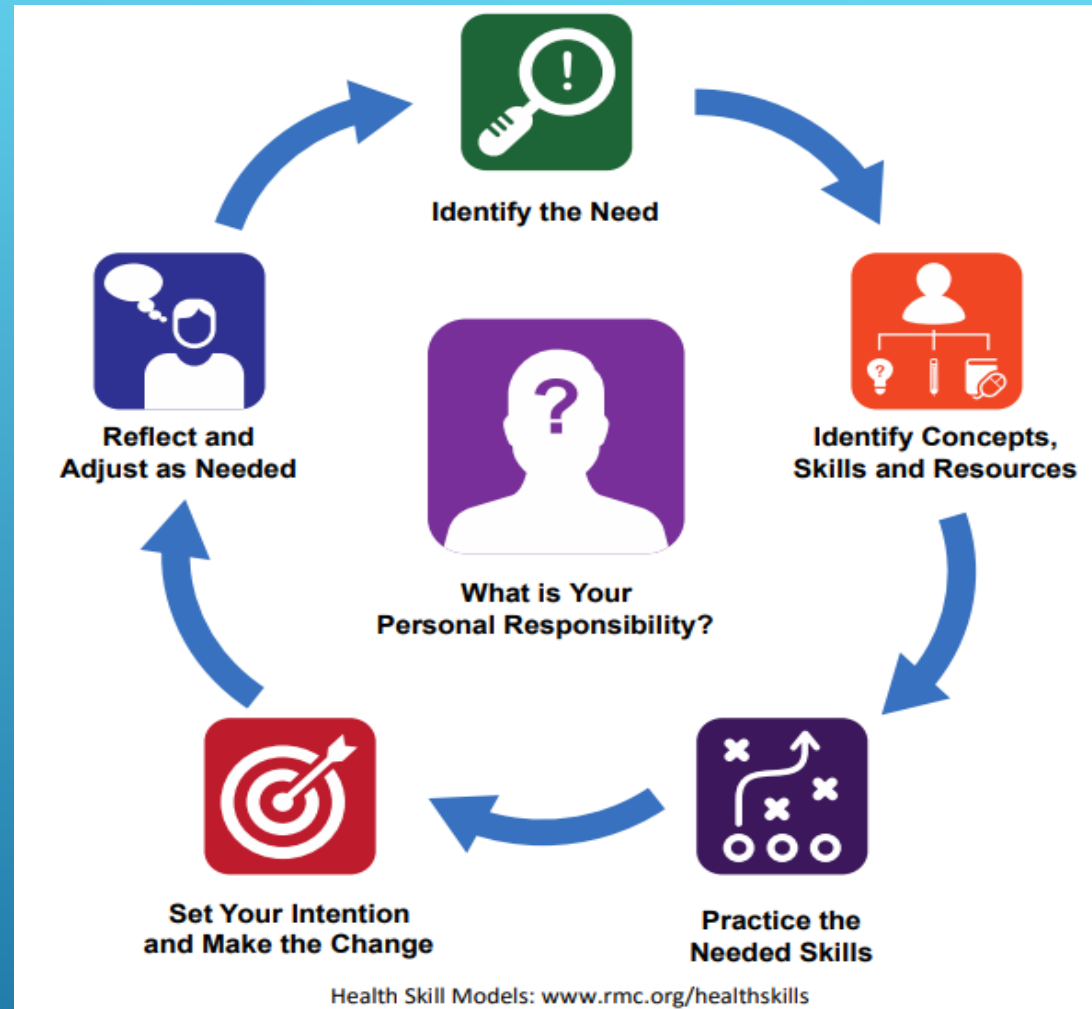 !
Identify the Need
?
Identify Concepts,
Skills and Resources
Practice the
Needed Skills
Set Your Intention
and Make the Change
Reflect and
Adjust as Needed
?
What is Your
Personal Responsibility?
Health Skill Models: www.rmc.org/healthskills